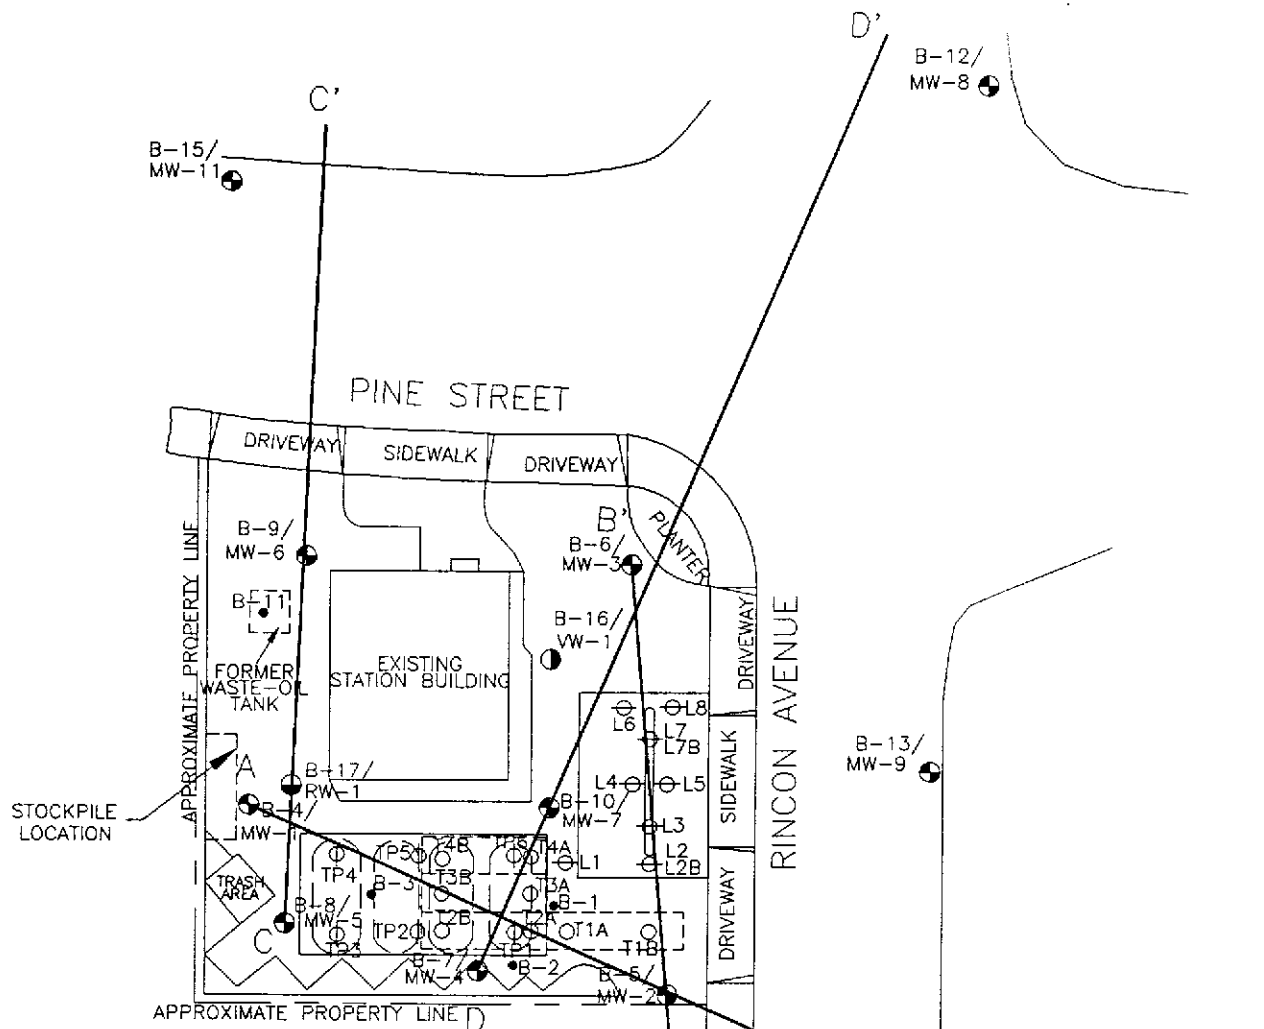 D'
B-12/
MW-8
C'
B-15/
MW-11
PINE STREET
DRIVEWAY
SIDEWALK
DRIVEWAY
B'
PLANTER
B-9/
MW-6
B-6/
MW-3
APPROXIMATE PROPERTY LINE
B-T1
B-16/
VW-1
DRIVEWAY
RINCON AVENUE
FORMER
WASTE-OIL
TANK
EXISTING
STATION BUILDING
L6
L8
L7
L7B
SIDEWALK
B-13/
MW-9
A
B-17/
RW-1
L4
L5
STOCKPILE
LOCATION
B-4/
MW-1
B-10
MW-7
L3
L2
L2B
TP5
T4B
TP6
T4A
L1
TP4
B-3
T3B
T3A
TRASH
AREA
B-1
DRIVEWAY
B-8/
MW-5
C
TP3
TP2
T2B
T2A
TP1
T1A
T1B
B-7/
MW-4
B-2
B-5/
MW-2
APPROXIMATE PROPERTY LINE
D